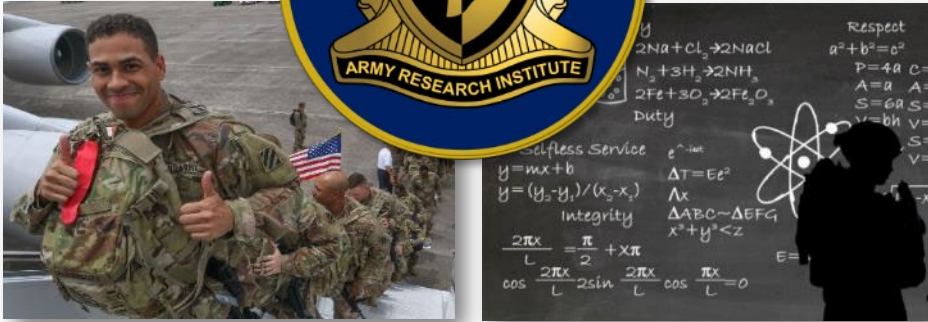 ARMY RESEARCH INSTITUTE
y
2Na+Cl₂→2NaCl
N₂+3H₂→2NH₃
2Fe+3O₂→2Fe₂O₃
Duty
Selfless Service
y=mx+b
y=(y₂-y₁)/(x₂-x₁)
Integrity
2πx/L = π/2 + xπ
cos 2πx/L 2sin 2πx/L cos πx/L =0
ΔT=Ee²
Λx
ΔABC~ΔEFG
x³+y³<z
E=
Respect
a²+b²=c²
P=4a C=
A=a A=
S=6a S=
V=bh V=
S=
V=